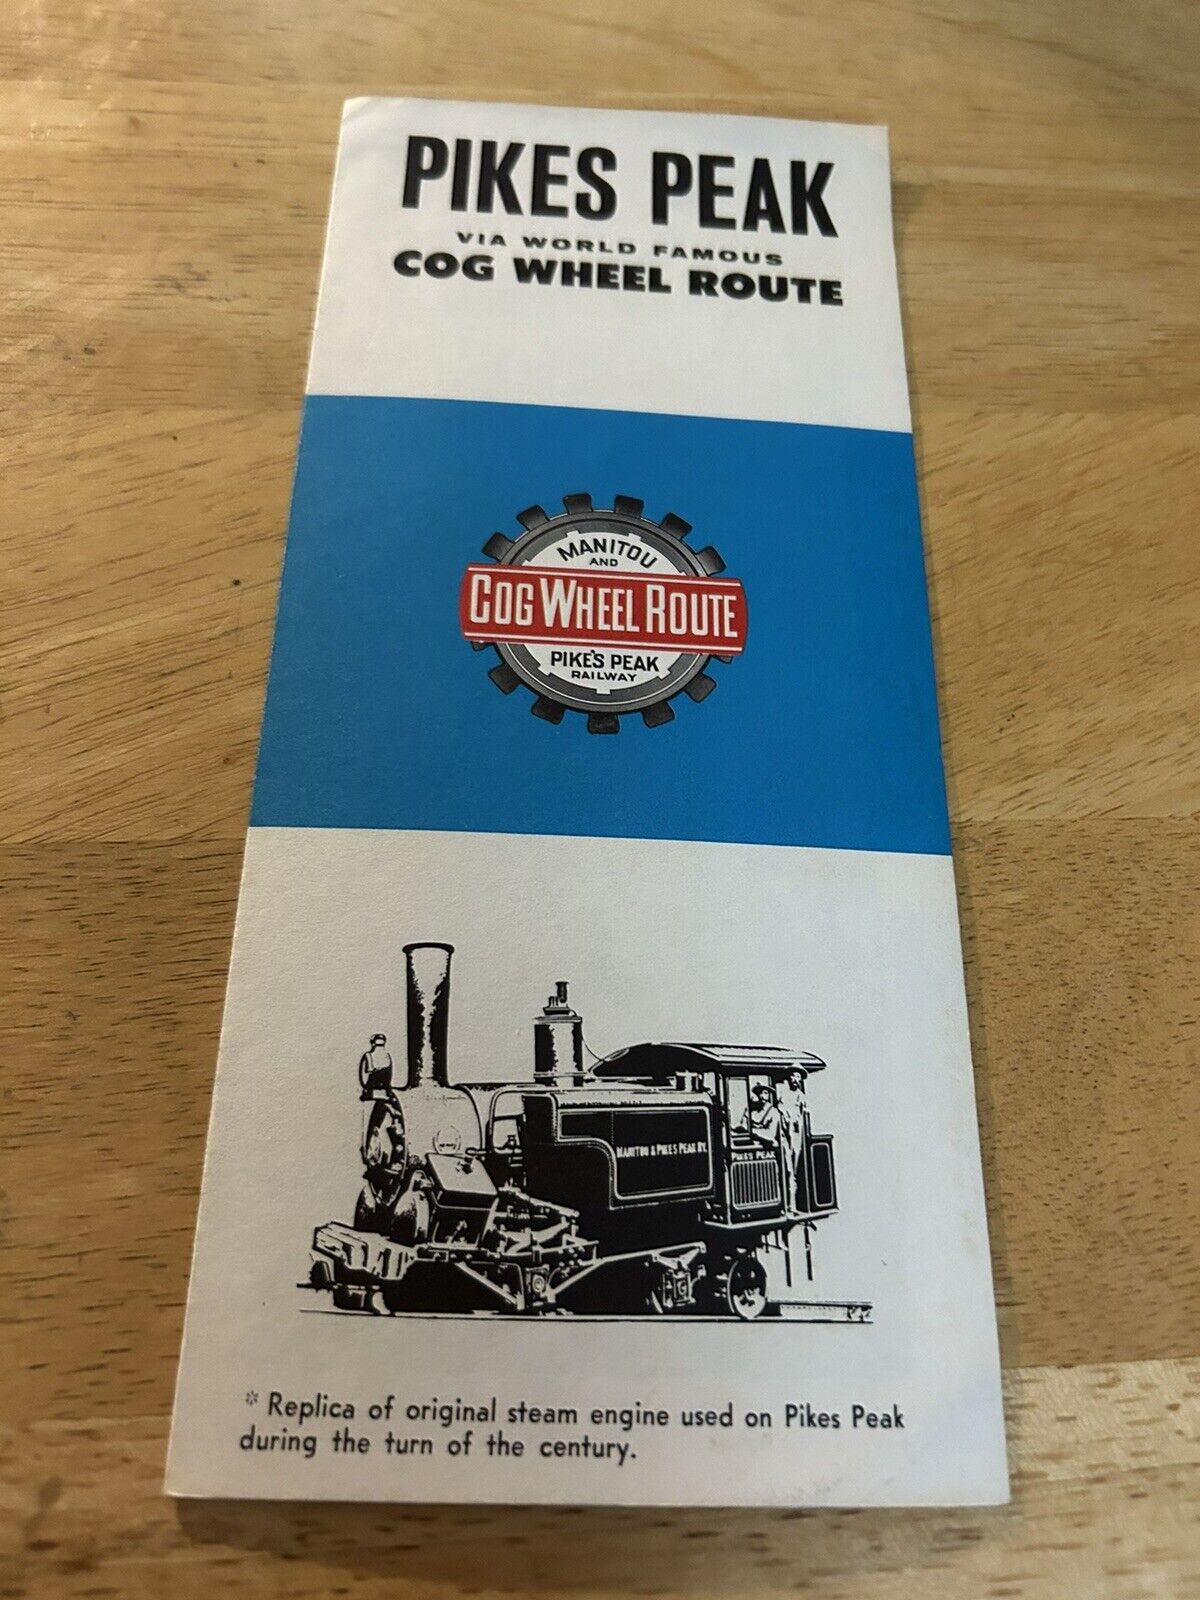 PIKES PEAK
VIA WORLD FAMOUS
COG WHEEL ROUTE
MANITOU
AND
COG WHEEL ROUTE
PIKE'S PEAK
RAILWAY
MANITOU & PIKES PEAK RY.
PIKES PEAK
* Replica of original steam engine used on Pikes Peak
during the turn of the century.